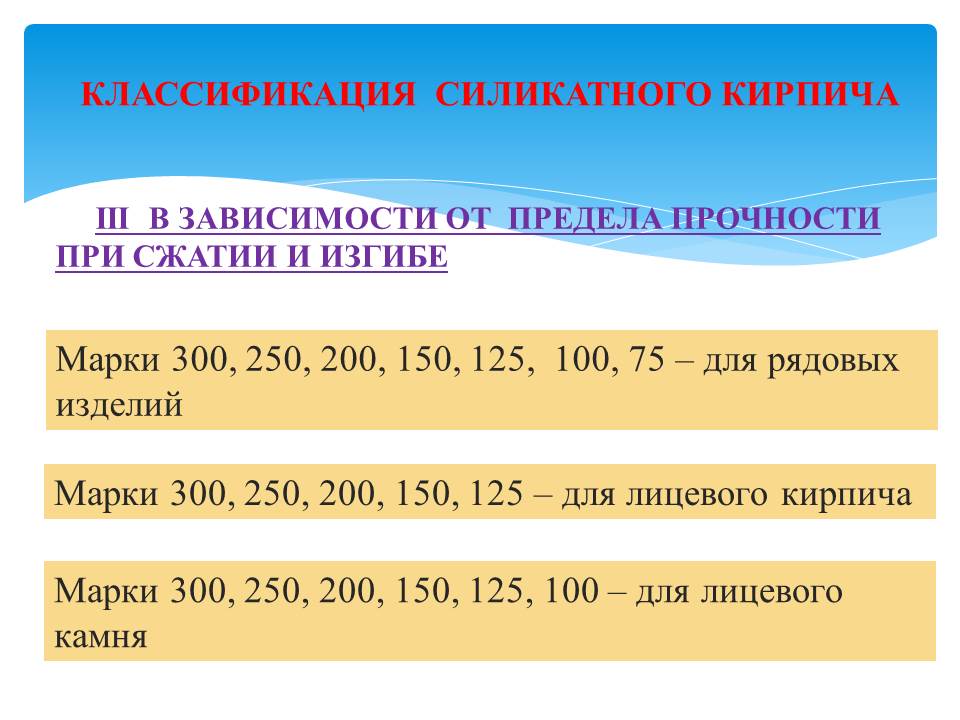 КЛАССИФИКАЦИЯ СИЛИКАТНОГО КИРПИЧА
III В ЗАВИСИМОСТИ ОТ ПРЕДЕЛА ПРОЧНОСТИ
ПРИ СЖАТИИ И ИЗГИБЕ
Марки 300, 250, 200, 150, 125, 100, 75 – для рядовых
изделий
Марки 300, 250, 200, 150, 125 – для лицевого кирпича
Марки 300, 250, 200, 150, 125, 100 – для лицевого
камня